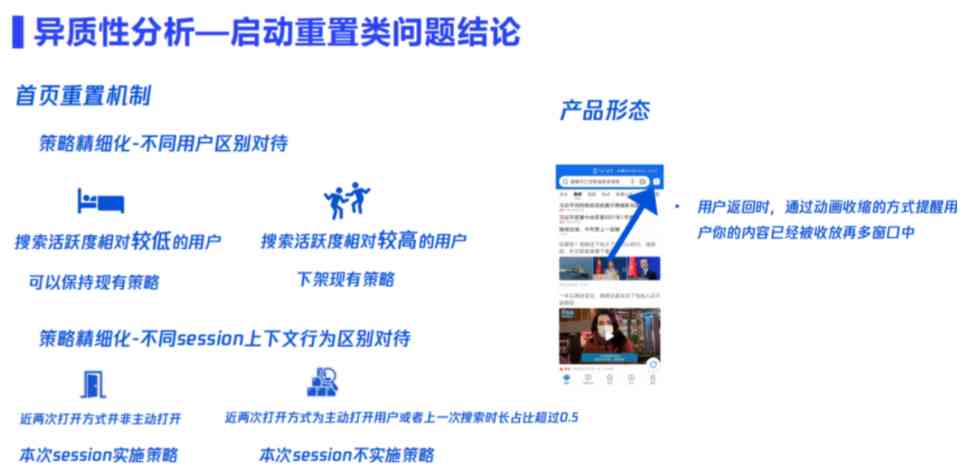 异质性分析—启动重置类问题结论
首页重置机制
策略精细化-不同用户区别对待
搜索活跃度相对较低的用户
可以保持现有策略
搜索活跃度相对较高的用户
下架现有策略
策略精细化-不同session上下文行为区别对待
近两次打开方式并非主动打开
本次session实施策略
近两次打开方式为主动打开用户或者上一次搜索时长占比超过0.5
本次session不实施策略
产品形态
用户返回时，通过动画收缩的方式提醒用
户你的内容已经被收放再多窗口中